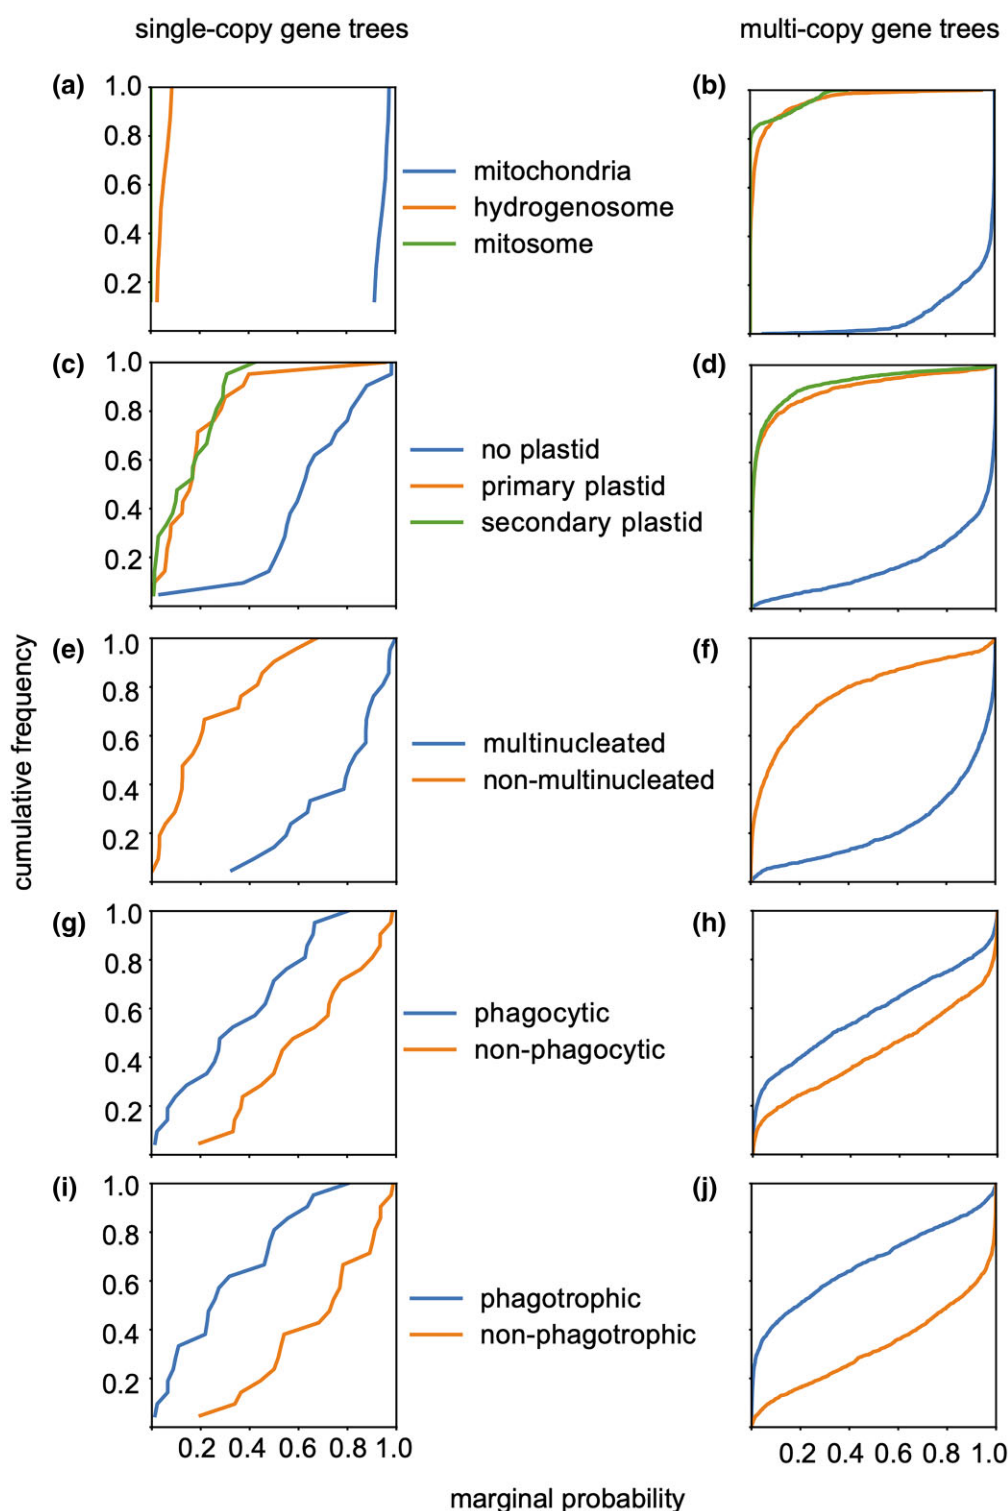 single-copy gene trees
multi-copy gene trees
(a)
1.0
0.8
0.6
0.4
0.2
mitochondria
hydrogenosome
mitosome
(b)
(c)
1.0
0.8
0.6
0.4
0.2
no plastid
primary plastid
secondary plastid
(d)
cumulative frequency
(e)
1.0
0.8
0.6
0.4
0.2
multinucleated
non-multinucleated
(f)
(g)
1.0
0.8
0.6
0.4
0.2
phagocytic
non-phagocytic
(h)
(i)
1.0
0.8
0.6
0.4
0.2
phagotrophic
non-phagotrophic
(j)
0.2 0.4 0.6 0.8 1.0
0.2 0.4 0.6 0.8 1.0
marginal probability